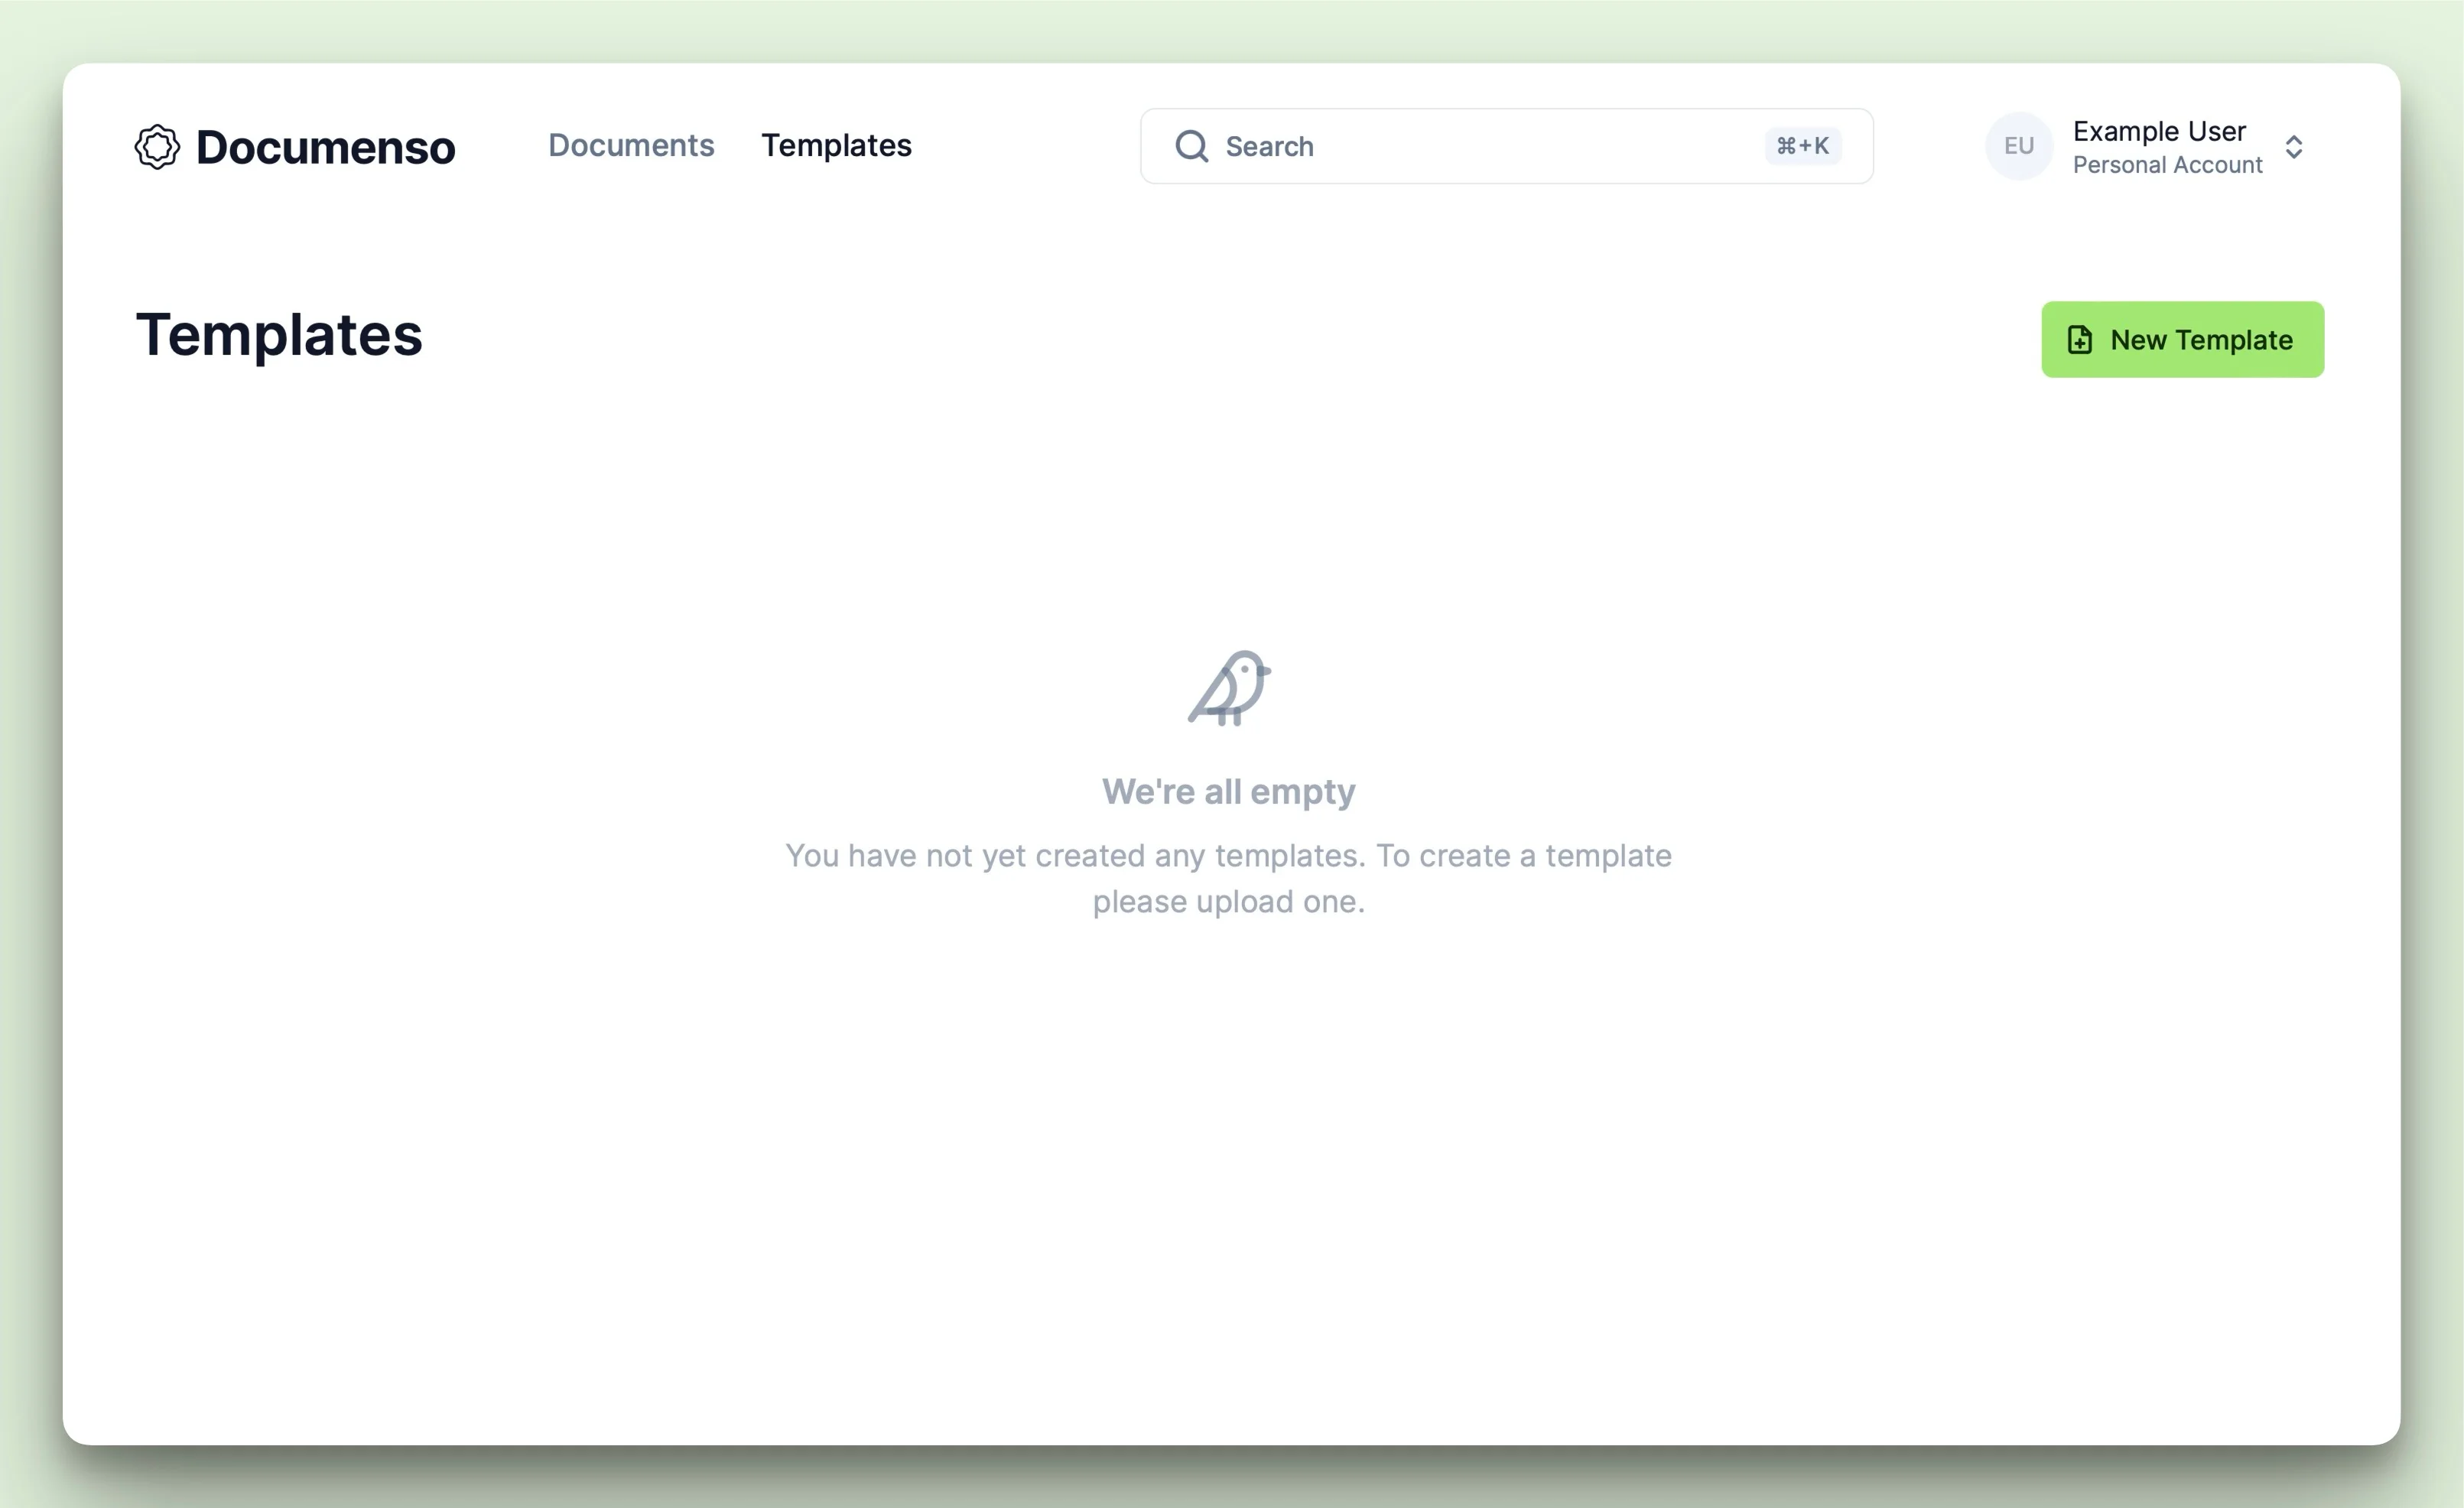 Documenso
Documents
Templates
Search
⌘+K
EU
Example User
Personal Account
Templates
New Template
We're all empty
You have not yet created any templates. To create a template
please upload one.